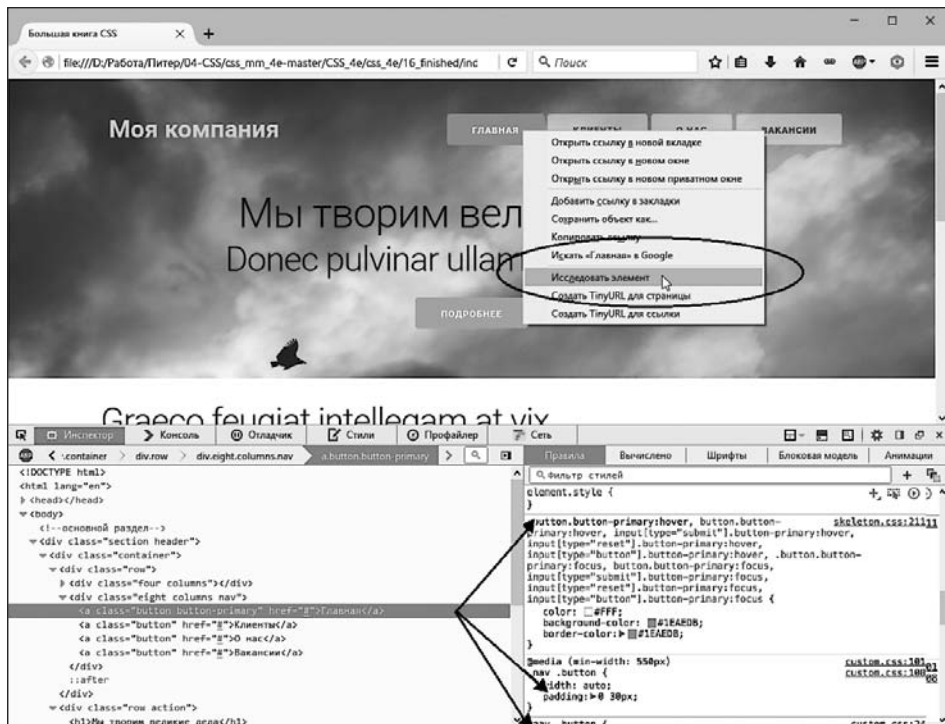 Большая книга CSS
file:///D:/Работа/Питер/04-CSS/css_mm_4e-master/CSS_4e/css_4e/16_finished/inc
Поиск
Моя компания
ГЛАВНАЯ
КЛИЕНТЫ
О НАС
ВАКАНСИИ
Открыть ссылку в новой вкладке
Открыть ссылку в новом окне
Открыть ссылку в новом приватном окне
Добавить ссылку в закладки
Сохранить объект как...
Копировать ссылку
Искать «Главная» в Google
Исследовать элемент
Создать TinyURL для страницы
Создать TinyURL для ссылки
Мы творим вел
Donec pulvinar ullam
ПОДРОБНЕЕ
Graeco feugiat intellegam at vix
Инспектор
Консоль
Отладчик
Стили
Профайлер
Сеть
:.container
div.row
div.eight.columns.nav
a.button.button-primary
Правила
Вычислено
Шрифты
Блоковая модель
Анимации
<!DOCTYPE html>
<html lang="en">
<head></head>
<body>
<!--основной раздел-->
<div class="section header">
<div class="container">
<div class="row">
<div class="four columns"></div>
<div class="eight columns nav">
<a class="button button-primary" href="#">Главная</a>
<a class="button" href="#">Клиенты</a>
<a class="button" href="#">О нас</a>
<a class="button" href="#">Вакансии</a>
</div>
::after
</div>
<div class="row action">
<h1>Мы творим великие дела</h1>
Фильтр стилей
element.style {
}
button.button-primary:hover, button.button-
primary:hover, input[type="submit"].button-primary:hover,
input[type="reset"].button-primary:hover,
input[type="button"].button-primary:hover, .button.button-
primary:focus, button.button-primary:focus,
input[type="submit"].button-primary:focus,
input[type="reset"].button-primary:focus,
input[type="button"].button-primary:focus {
color: #FFF;
background-color: #1EAEDB;
border-color: #1EAEDB;
}
@media (min-width: 550px)
.nav .button {
width: auto;
padding: 0 30px;
}